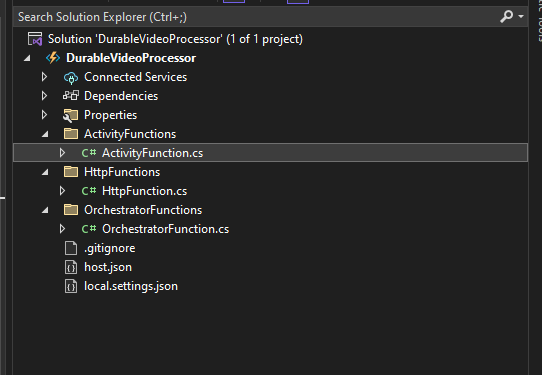 Search Solution Explorer (Ctrl+;)
Solution 'DurableVideoProcessor' (1 of 1 project)
DurableVideoProcessor
Connected Services
Dependencies
Properties
ActivityFunctions
C# ActivityFunction.cs
HttpFunctions
C# HttpFunction.cs
OrchestratorFunctions
C# OrchestratorFunction.cs
.gitignore
host.json
local.settings.json